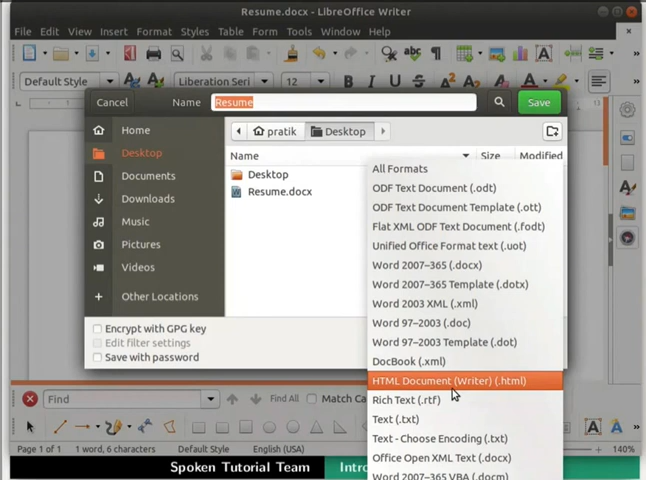 Resume.docx - LibreOffice Writer
File Edit View Insert Format Styles Table Form Tools Window Help
Default Style Liberation Seri 12
Cancel Name Resume Save
Home
Desktop
Documents
Downloads
Music
Pictures
Videos
Other Locations
pratik Desktop
Name Size Modified
Desktop
Resume.docx
All Formats
ODF Text Document (.odt)
ODF Text Document Template (.ott)
Flat XML ODF Text Document (.fodt)
Unified Office Format text (.uot)
Word 2007–365 (.docx)
Word 2007–365 Template (.dotx)
Word 2003 XML (.xml)
Word 97–2003 (.doc)
Word 97–2003 Template (.dot)
DocBook (.xml)
HTML Document (Writer) (.html)
Rich Text (.rtf)
Text (.txt)
Text - Choose Encoding (.txt)
Office Open XML Text (.docx)
Word 2007–365 VBA (.docm)
Encrypt with GPG key
Edit filter settings
Save with password
Find Find All Match Ca
Page 1 of 1 1 word, 6 characters Default Style English (USA) 140%
Spoken Tutorial Team Intro